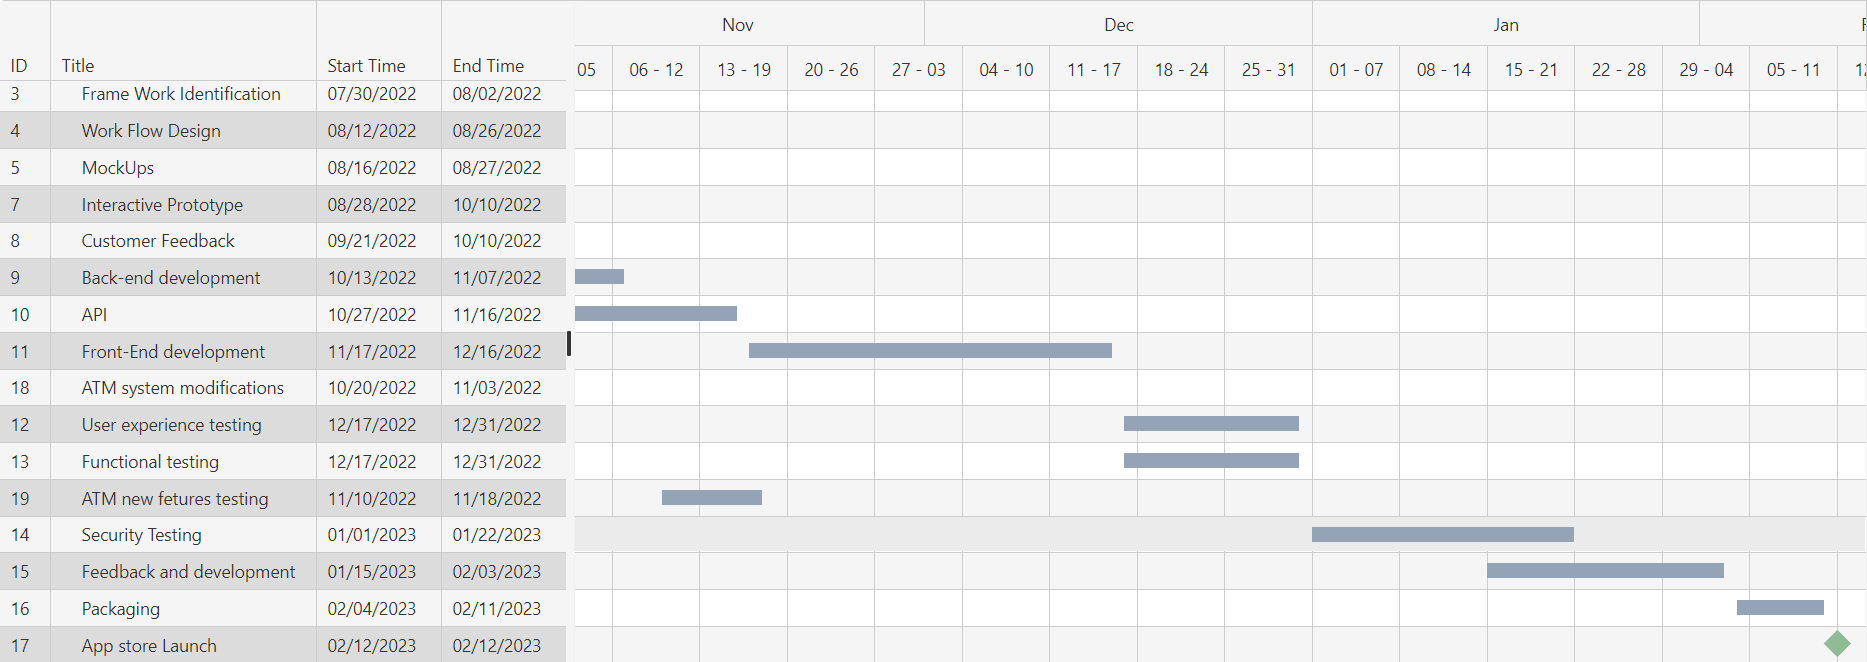 Nov Dec Jan F
ID Title Start Time End Time 05 06 - 12 13 - 19 20 - 26 27 - 03 04 - 10 11 - 17 18 - 24 25 - 31 01 - 07 08 - 14 15 - 21 22 - 28 29 - 04 05 - 11 12
3 Frame Work Identification 07/30/2022 08/02/2022
4 Work Flow Design 08/12/2022 08/26/2022
5 MockUps 08/16/2022 08/27/2022
7 Interactive Prototype 08/28/2022 10/10/2022
8 Customer Feedback 09/21/2022 10/10/2022
9 Back-end development 10/13/2022 11/07/2022
10 API 10/27/2022 11/16/2022
11 Front-End development 11/17/2022 12/16/2022
18 ATM system modifications 10/20/2022 11/03/2022
12 User experience testing 12/17/2022 12/31/2022
13 Functional testing 12/17/2022 12/31/2022
19 ATM new fetures testing 11/10/2022 11/18/2022
14 Security Testing 01/01/2023 01/22/2023
15 Feedback and development 01/15/2023 02/03/2023
16 Packaging 02/04/2023 02/11/2023
17 App store Launch 02/12/2023 02/12/2023